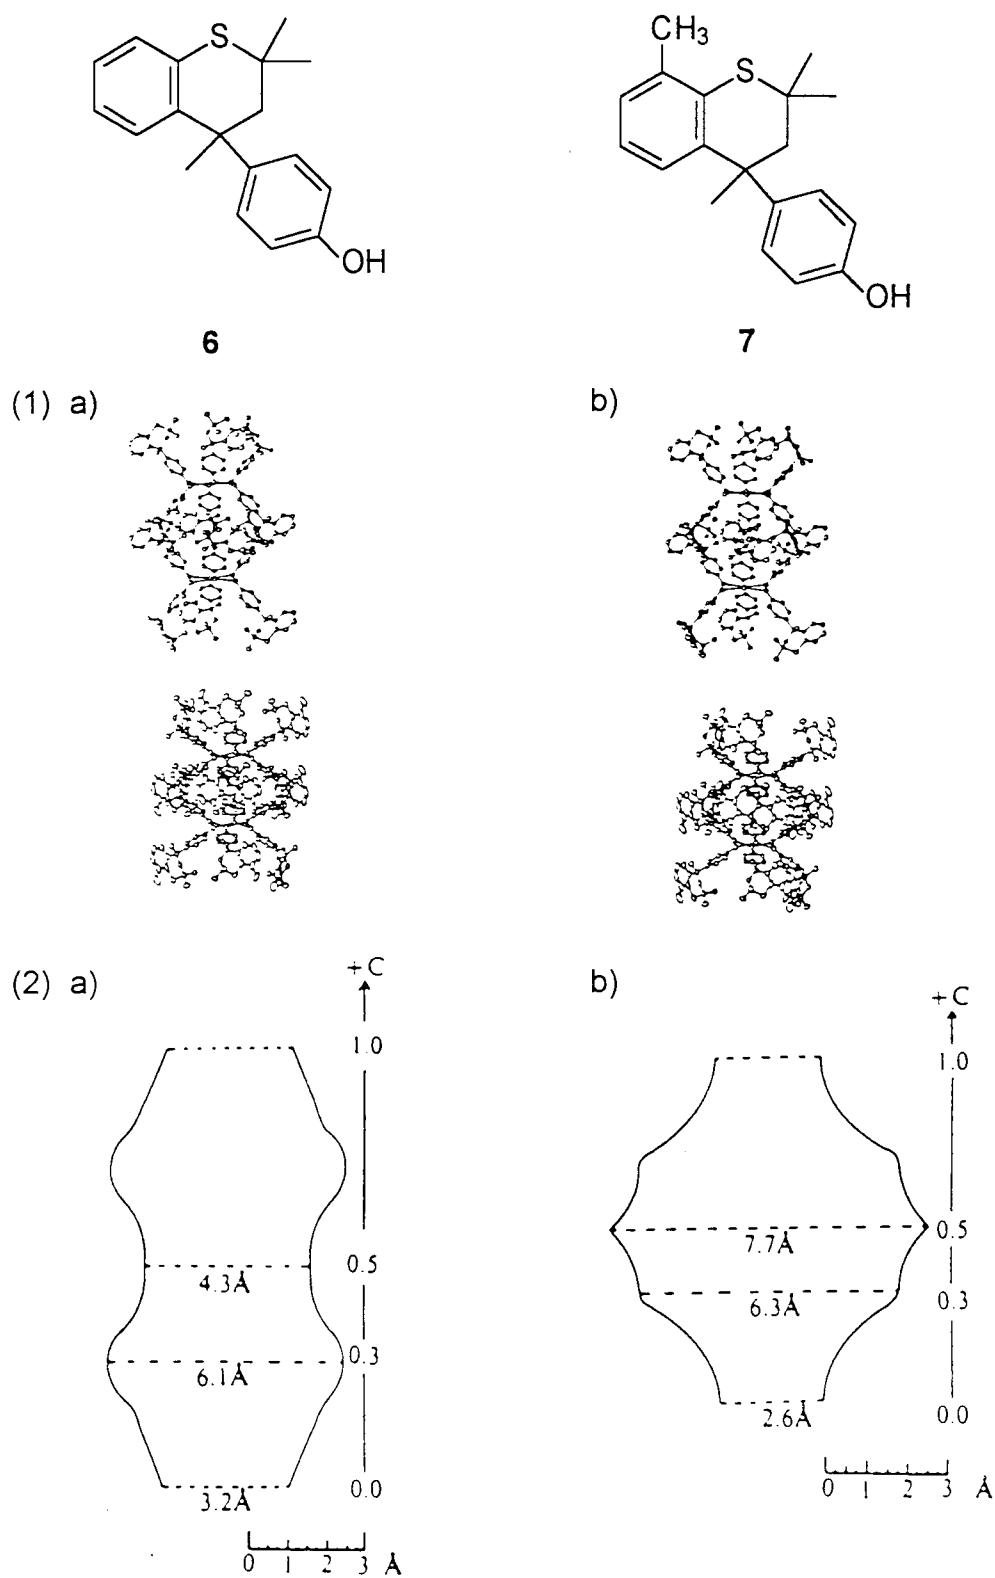 S
OH
6
CH₃
S
OH
7
(1) a)
b)
(2) a)
+C
1.0
0.5
4.3Å
0.3
6.1Å
0.0
3.2Å
0 1 2 3 Å
b)
+C
1.0
0.5
7.7Å
6.3Å
0.3
2.6Å
0.0
0 1 2 3 Å